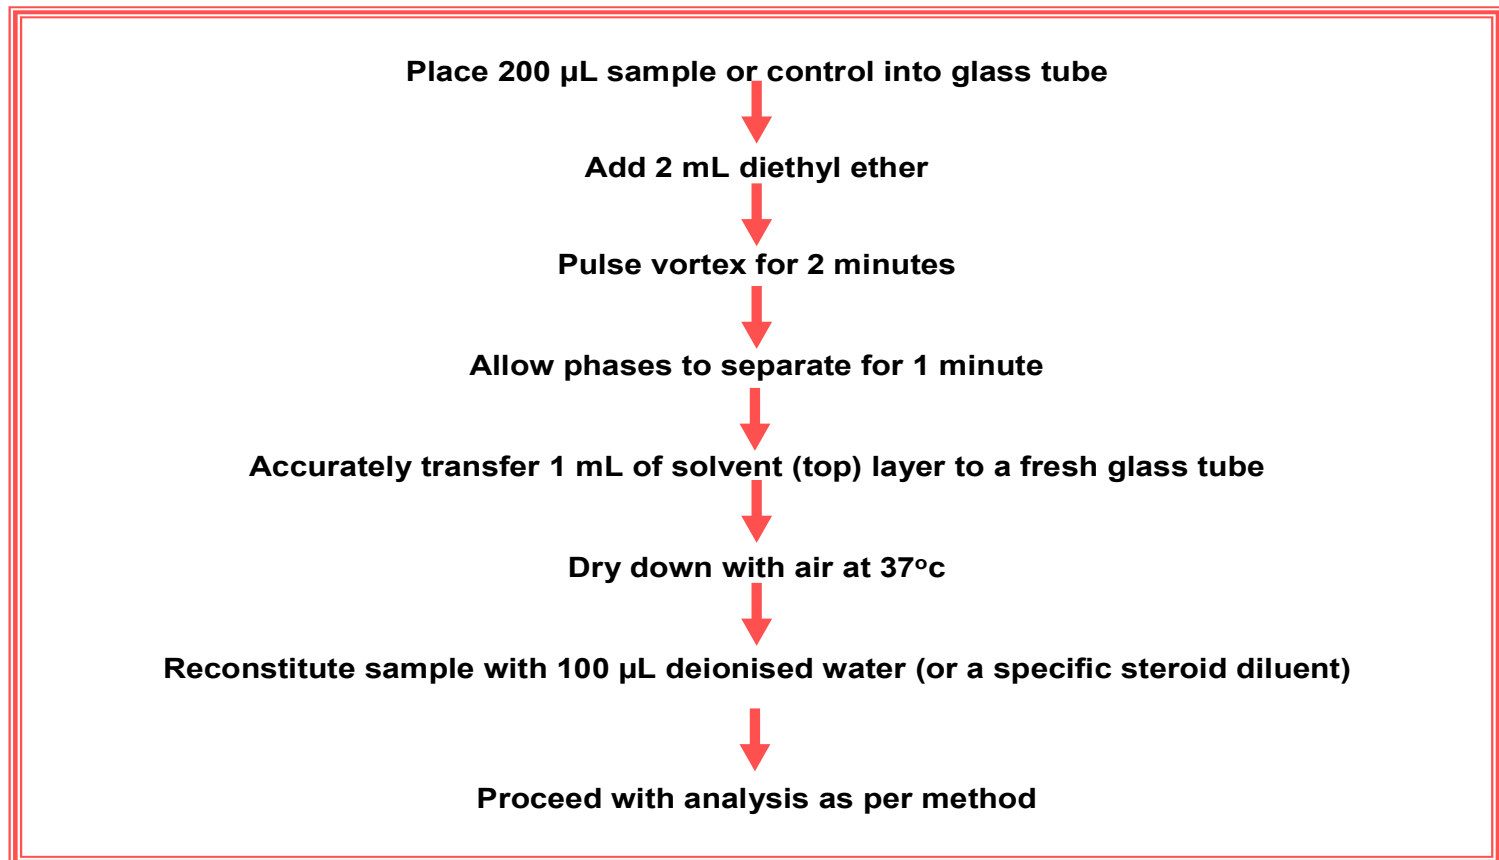 Place 200 µL sample or control into glass tube
Add 2 mL diethyl ether
Pulse vortex for 2 minutes
Allow phases to separate for 1 minute
Accurately transfer 1 mL of solvent (top) layer to a fresh glass tube
Dry down with air at 37ºc
Reconstitute sample with 100 µL deionised water (or a specific steroid diluent)
Proceed with analysis as per method